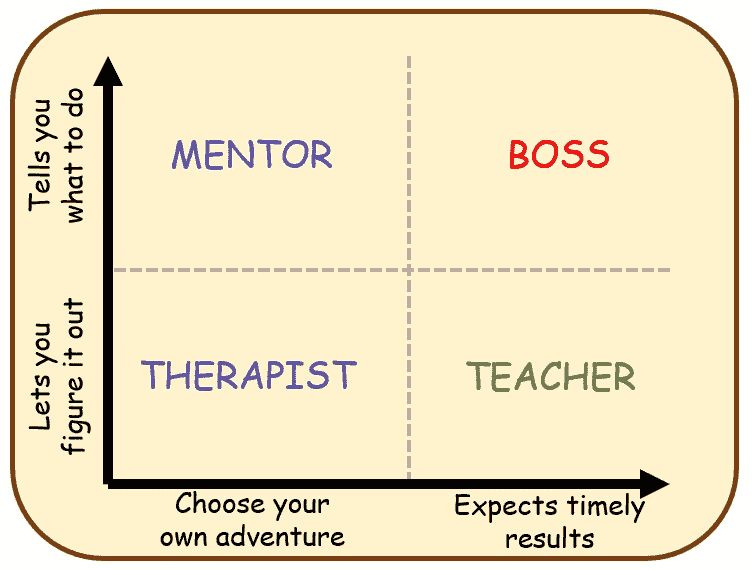 Tells you
what to do
MENTOR
BOSS
Lets you
figure it out
THERAPIST
TEACHER
Choose your
own adventure
Expects timely
results